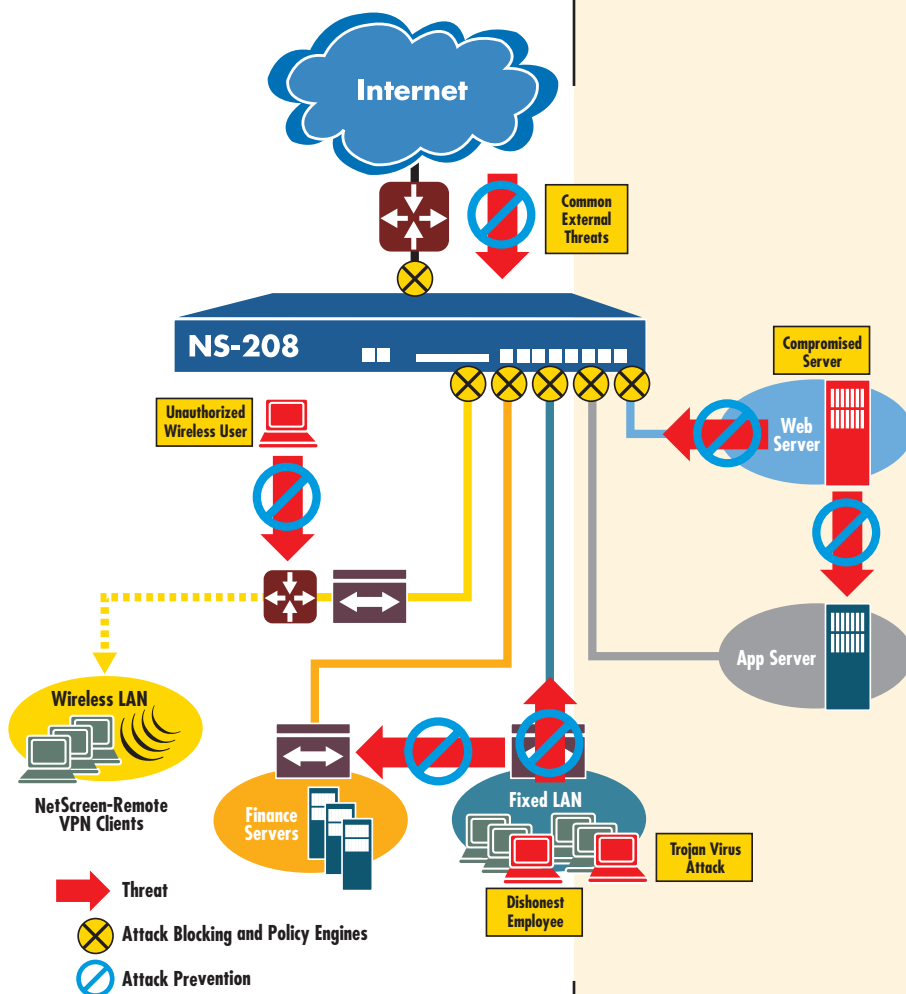 Internet
Common
External
Threats
NS-208
Compromised
Server
Unauthorized
Wireless User
Web
Server
App Server
Wireless LAN
NetScreen-Remote
VPN Clients
Finance
Servers
Fixed LAN
Trojan Virus
Attack
Dishonest
Employee
Threat
Attack Blocking and Policy Engines
Attack Prevention